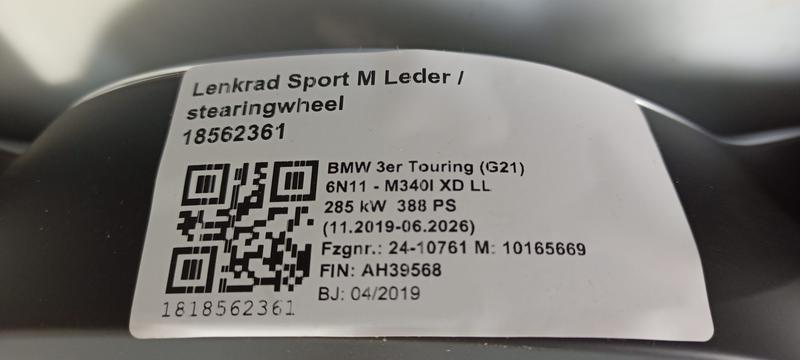 Lenkrad Sport M Leder /
stearingwheel
18562361
BMW 3er Touring (G21)
6N11 - M340I XD LL
285 kW 388 PS
(11.2019-06.2026)
Fzgnr.: 24-10761 M: 10165669
FIN: AH39568
BJ: 04/2019
1818562361